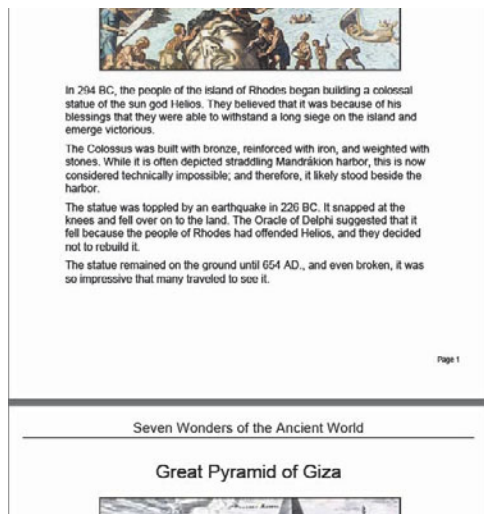 In 294 BC, the people of the island of Rhodes began building a colossal
statue of the sun god Helios. They believed that it was because of his
blessings that they were able to withstand a long siege on the island and
emerge victorious.
The Colossus was built with bronze, reinforced with iron, and weighted with
stones. While it is often depicted straddling Mandrákion harbor, this is now
considered technically impossible; and therefore, it likely stood beside the
harbor.
The statue was toppled by an earthquake in 226 BC. It snapped at the
knees and fell over on to the land. The Oracle of Delphi suggested that it
fell because the people of Rhodes had offended Helios, and they decided
not to rebuild it.
The statue remained on the ground until 654 AD., and even broken, it was
so impressive that many traveled to see it.
Page 1
Seven Wonders of the Ancient World
Great Pyramid of Giza